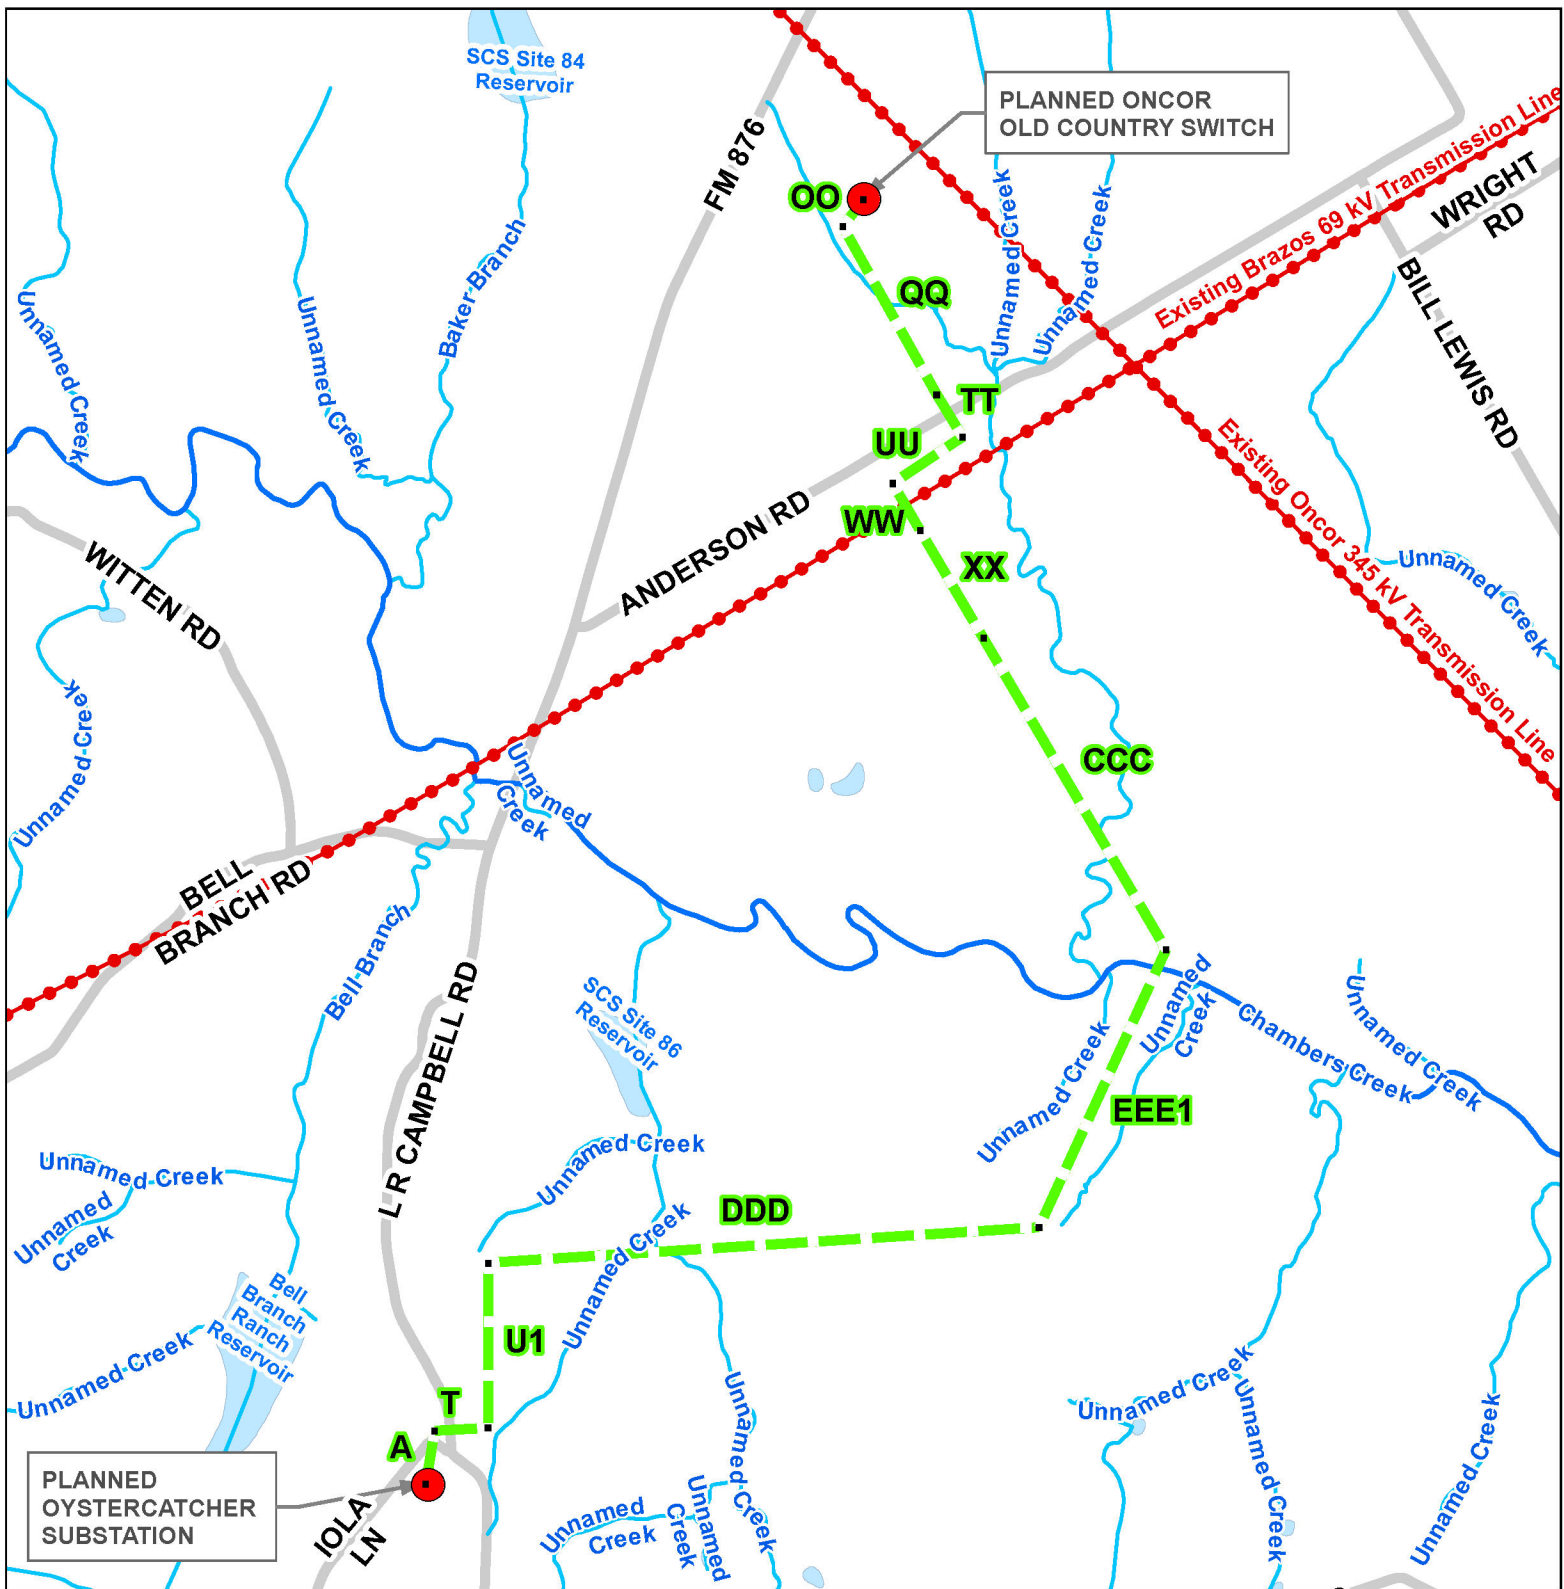 SCS Site 84
Reservoir
PLANNED ONCOR
OLD COUNTRY SWITCH
FM 876
Existing Brazos 69 kV Transmission Line
WRIGHT
RD
OO
Unnamed Creek
Unnamed Creek
Baker Branch
Unnamed Creek
Unnamed Creek
QQ
BILL LEWIS RD
TT
UU
Existing Oncor 345 kV Transmission Line
WW
ANDERSON RD
XX
WITTEN RD
Unnamed Creek
Unnamed Creek
CCC
Unnamed
Creek
BELL
BRANCH RD
Bell Branch
L R CAMPBELL RD
SCS Site 86
Reservoir
Unnamed
Creek
Chambers Creek
Unnamed Creek
Unnamed Creek
EEE1
Unnamed Creek
Unnamed Creek
Unnamed
Creek
DDD
Unnamed Creek
Bell
Branch
Ranch
Reservoir
U1
Unnamed Creek
Unnamed Creek
Unnamed Creek
Unnamed Creek
Unnamed Creek
T
A
PLANNED
OYSTERCATCHER
SUBSTATION
IOLA
LN
Unnamed
Creek
Unnamed
Creek